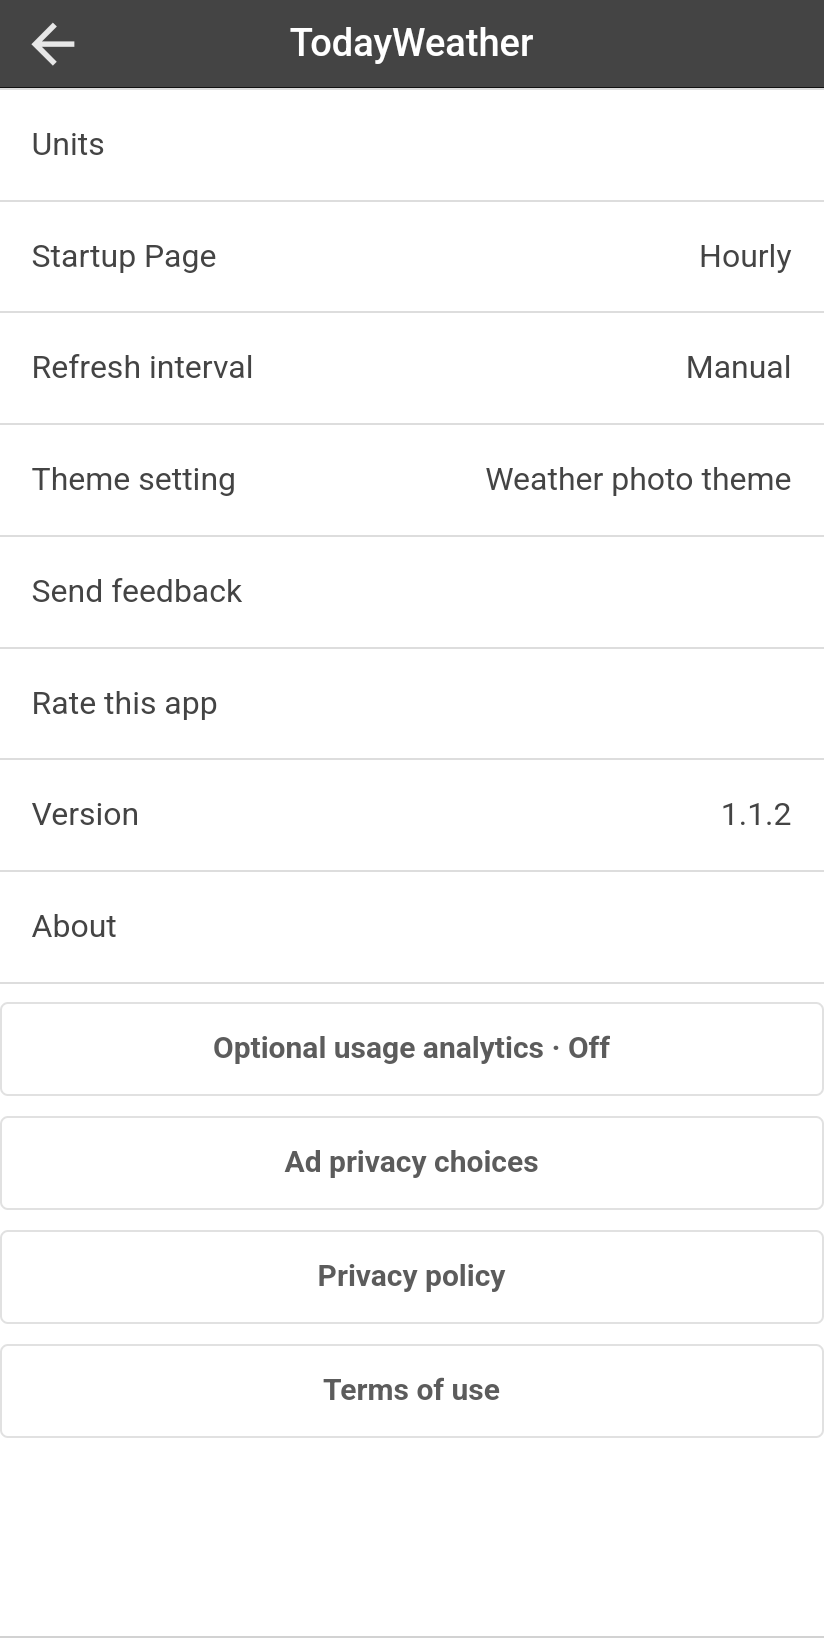 TodayWeather
Units
Startup Page Hourly
Refresh interval Manual
Theme setting Weather photo theme
Send feedback
Rate this app
Version 1.1.2
About
Optional usage analytics · Off
Ad privacy choices
Privacy policy
Terms of use